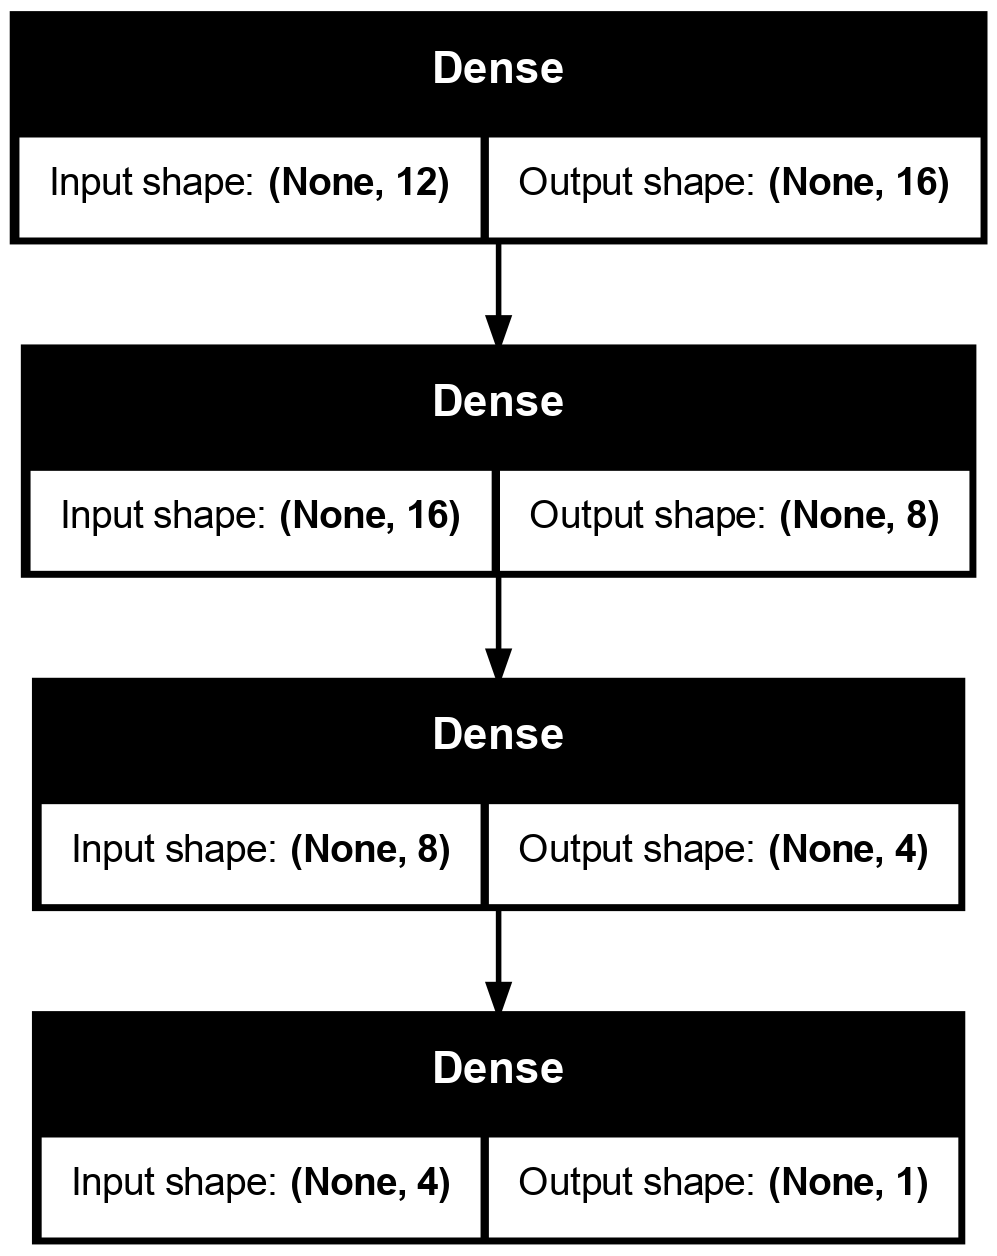 Dense
Input shape: (None, 12) Output shape: (None, 16)
Dense
Input shape: (None, 16) Output shape: (None, 8)
Dense
Input shape: (None, 8) Output shape: (None, 4)
Dense
Input shape: (None, 4) Output shape: (None, 1)